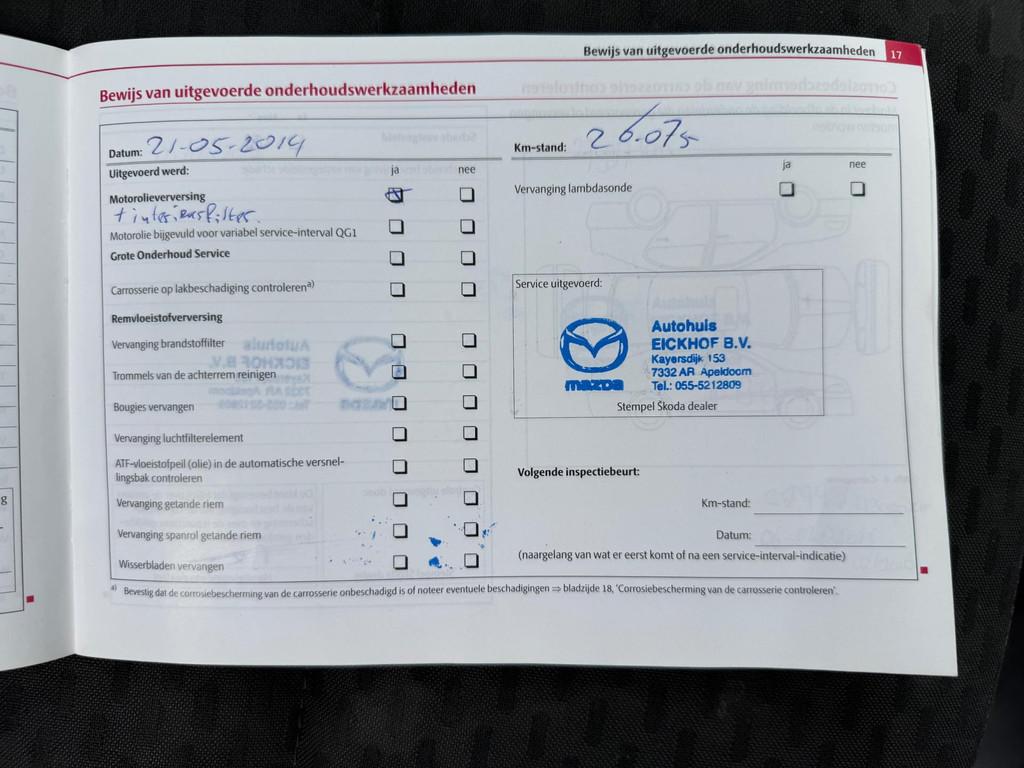 Bewijs van uitgevoerde onderhoudswerkzaamheden 17
Bewijs van uitgevoerde onderhoudswerkzaamheden
Datum: 21-05-2014
Km-stand: 26.075
Uitgevoerd werd: ja nee
ja nee
Motorolieverversing
+ interieurfilter.
Vervanging lambdasonde
Motorolie bijgevuld voor variabel service-interval QG1
Grote Onderhoud Service
Carrosserie op lakbeschadiging controleren a)
Remvloeistofverversing
Vervanging brandstoffilter
Trommels van de achterrem reinigen
Bougies vervangen
Vervanging luchtfilterelement
ATF-vloeistofpeil (olie) in de automatische versnel-
lingsbak controleren
Vervanging getande riem
Vervanging spanrol getande riem
Wisserbladen vervangen
Service uitgevoerd:
mazda
Autohuis
EICKHOF B.V.
Kayersdijk 153
7332 AR Apeldoorn
Tel.: 055-5212809
Stempel Škoda dealer
Volgende inspectiebeurt:
Km-stand:
Datum:
(naargelang van wat er eerst komt of na een service-interval-indicatie)
a) Bevestig dat de corrosiebescherming van de carrosserie onbeschadigd is of noteer eventuele beschadigingen ⇒ bladzijde 18, 'Corrosiebescherming van de carrosserie controleren'.
g